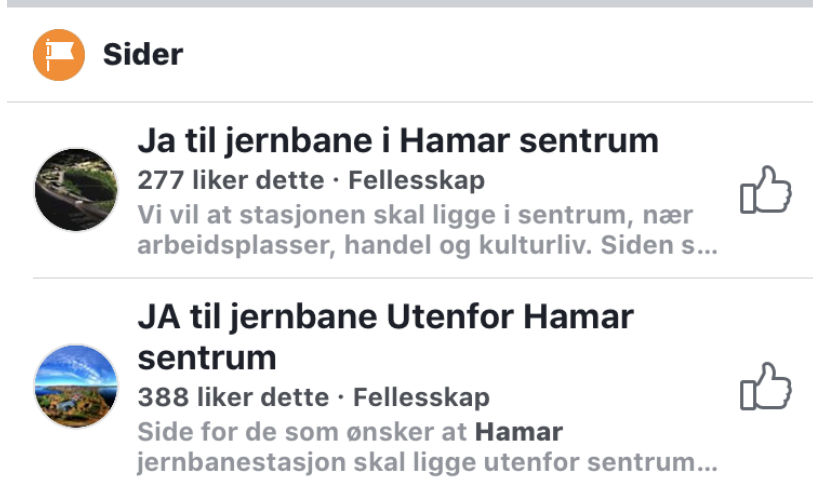 Sider
Ja til jernbane i Hamar sentrum
277 liker dette · Fellesskap
Vi vil at stasjonen skal ligge i sentrum, nær
arbeidsplasser, handel og kulturliv. Siden s...
JA til jernbane Utenfor Hamar
sentrum
388 liker dette · Fellesskap
Side for de som ønsker at Hamar
jernbanestasjon skal ligge utenfor sentrum...